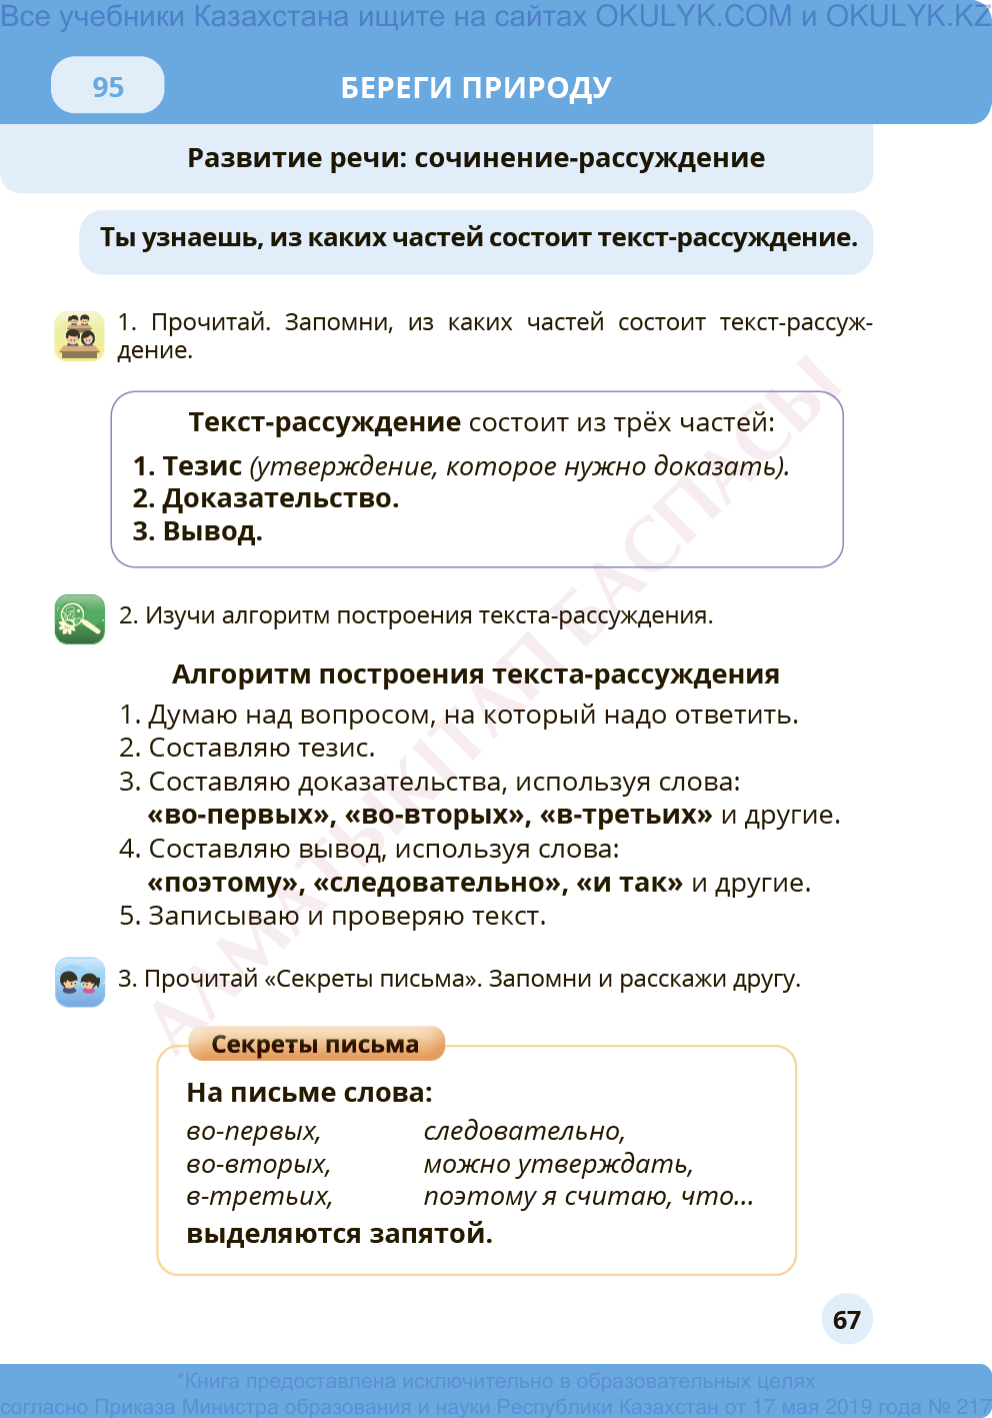 Все учебники Казахстана ищите на сайтах OKULYK.COM и OKULYK.KZ
95
БЕРЕГИ ПРИРОДУ
Развитие речи: сочинение-рассуждение
Ты узнаешь, из каких частей состоит текст-рассуждение.
1. Прочитай. Запомни, из каких частей состоит текст-рассуж-
дение.
Текст-рассуждение состоит из трёх частей:
1. Тезис (утверждение, которое нужно доказать).
2. Доказательство.
3. Вывод.
2. Изучи алгоритм построения текста-рассуждения.
Алгоритм построения текста-рассуждения
1. Думаю над вопросом, на который надо ответить.
2. Составляю тезис.
3. Составляю доказательства, используя слова:
«во-первых», «во-вторых», «в-третьих» и другие.
4. Составляю вывод, используя слова:
«поэтому», «следовательно», «и так» и другие.
5. Записываю и проверяю текст.
3. Прочитай «Секреты письма». Запомни и расскажи другу.
Секреты письма
На письме слова:
во-первых, следовательно,
во-вторых, можно утверждать,
в-третьих, поэтому я считаю, что...
выделяются запятой.
АЛМАТЫКІТАП БАСПАСЫ
67
*Книга предоставлена исключительно в образовательных целях
согласно Приказа Министра образования и науки Республики Казахстан от 17 мая 2019 года № 217